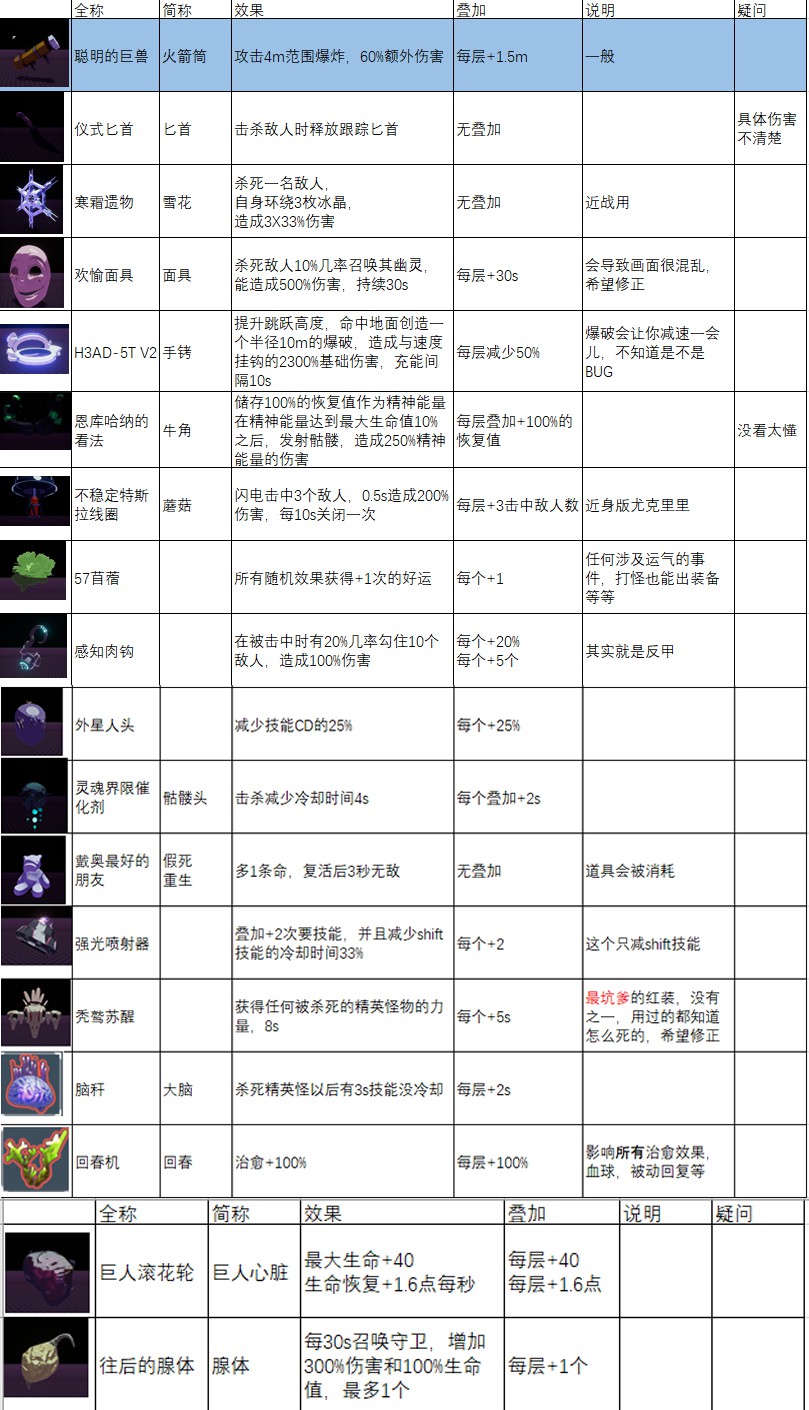 全称 简称 效果 叠加 说明 疑问
聪明的巨兽 火箭筒 攻击4m范围爆炸，60%额外伤害 每层+1.5m 一般
仪式匕首 匕首 击杀敌人时释放跟踪匕首 无叠加 具体伤害
不清楚
寒霜遗物 雪花 杀死一名敌人，
自身环绕3枚冰晶，
造成3X33%伤害 无叠加 近战用
欢愉面具 面具 杀死敌人10%几率召唤其幽灵，
能造成500%伤害，持续30s 每层+30s 会导致画面很混乱，
希望修正
H3AD-5T V2 手铐 提升跳跃高度，命中地面创造一
个半径10m的爆破，造成与速度
挂钩的2300%基础伤害，充能间
隔10s 每层减少50% 爆破会让你减速一会
儿，不知道是不是
BUG
恩库哈纳的
看法 牛角 储存100%的恢复值作为精神能量
在精神能量达到最大生命值10%
之后，发射骷髅，造成250%精神
能量的伤害 每层叠加+100%的
恢复值 没看太懂
不稳定特斯
拉线圈 蘑菇 闪电击中3个敌人，0.5s造成200%
伤害，每10s关闭一次 每层+3击中敌人数 近身版尤克里里
57苜蓿 所有随机效果获得+1次的好运 每个+1 任何涉及运气的事
件，打怪也能出装备
等等
感知肉钩 在被击中时有20%几率勾住10个
敌人，造成100%伤害 每个+20%
每个+5个 其实就是反甲
外星人头 减少技能CD的25% 每个+25%
灵魂界限催
化剂 骷髅头 击杀减少冷却时间4s 每个叠加+2s
戴奥最好的
朋友 假死
重生 多1条命，复活后3秒无敌 无叠加 道具会被消耗
强光喷射器 叠加+2次要技能，并且减少shift
技能的冷却时间33% 每个+2 这个只减shift技能
秃鹫苏醒 获得任何被杀死的精英怪物的力
量，8s 每个+5s 最坑爹的红装，没有
之一，用过的都知道
怎么死的，希望修正
脑秆 大脑 杀死精英怪以后有3s技能没冷却 每层+2s
回春机 回春 治愈+100% 每层+100% 影响所有治愈效果，
血球，被动回复等
全称 简称 效果 叠加 说明 疑问
巨人滚花轮 巨人心脏 最大生命+40
生命恢复+1.6点每秒 每层+40
每层+1.6点
往后的腺体 腺体 每30s召唤守卫，增加
300%伤害和100%生命
值，最多1个 每层+1个